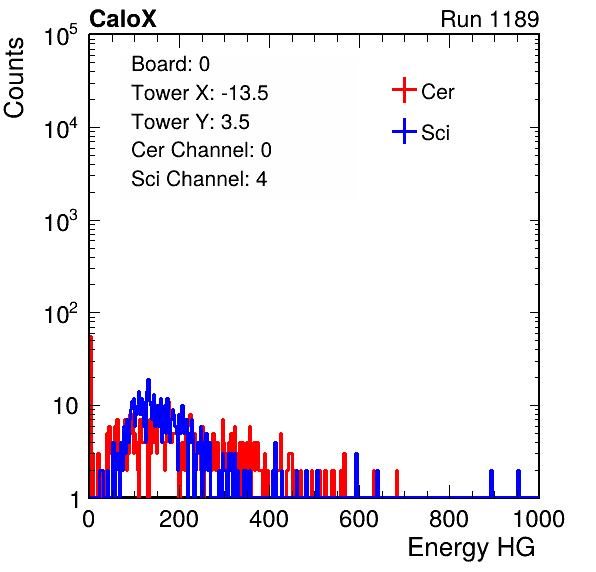 CaloX Run 1189
Counts
10^5
10^4
10^3
10^2
10
1
Board: 0
Tower X: -13.5
Tower Y: 3.5
Cer Channel: 0
Sci Channel: 4
Cer
Sci
0 200 400 600 800 1000
Energy HG